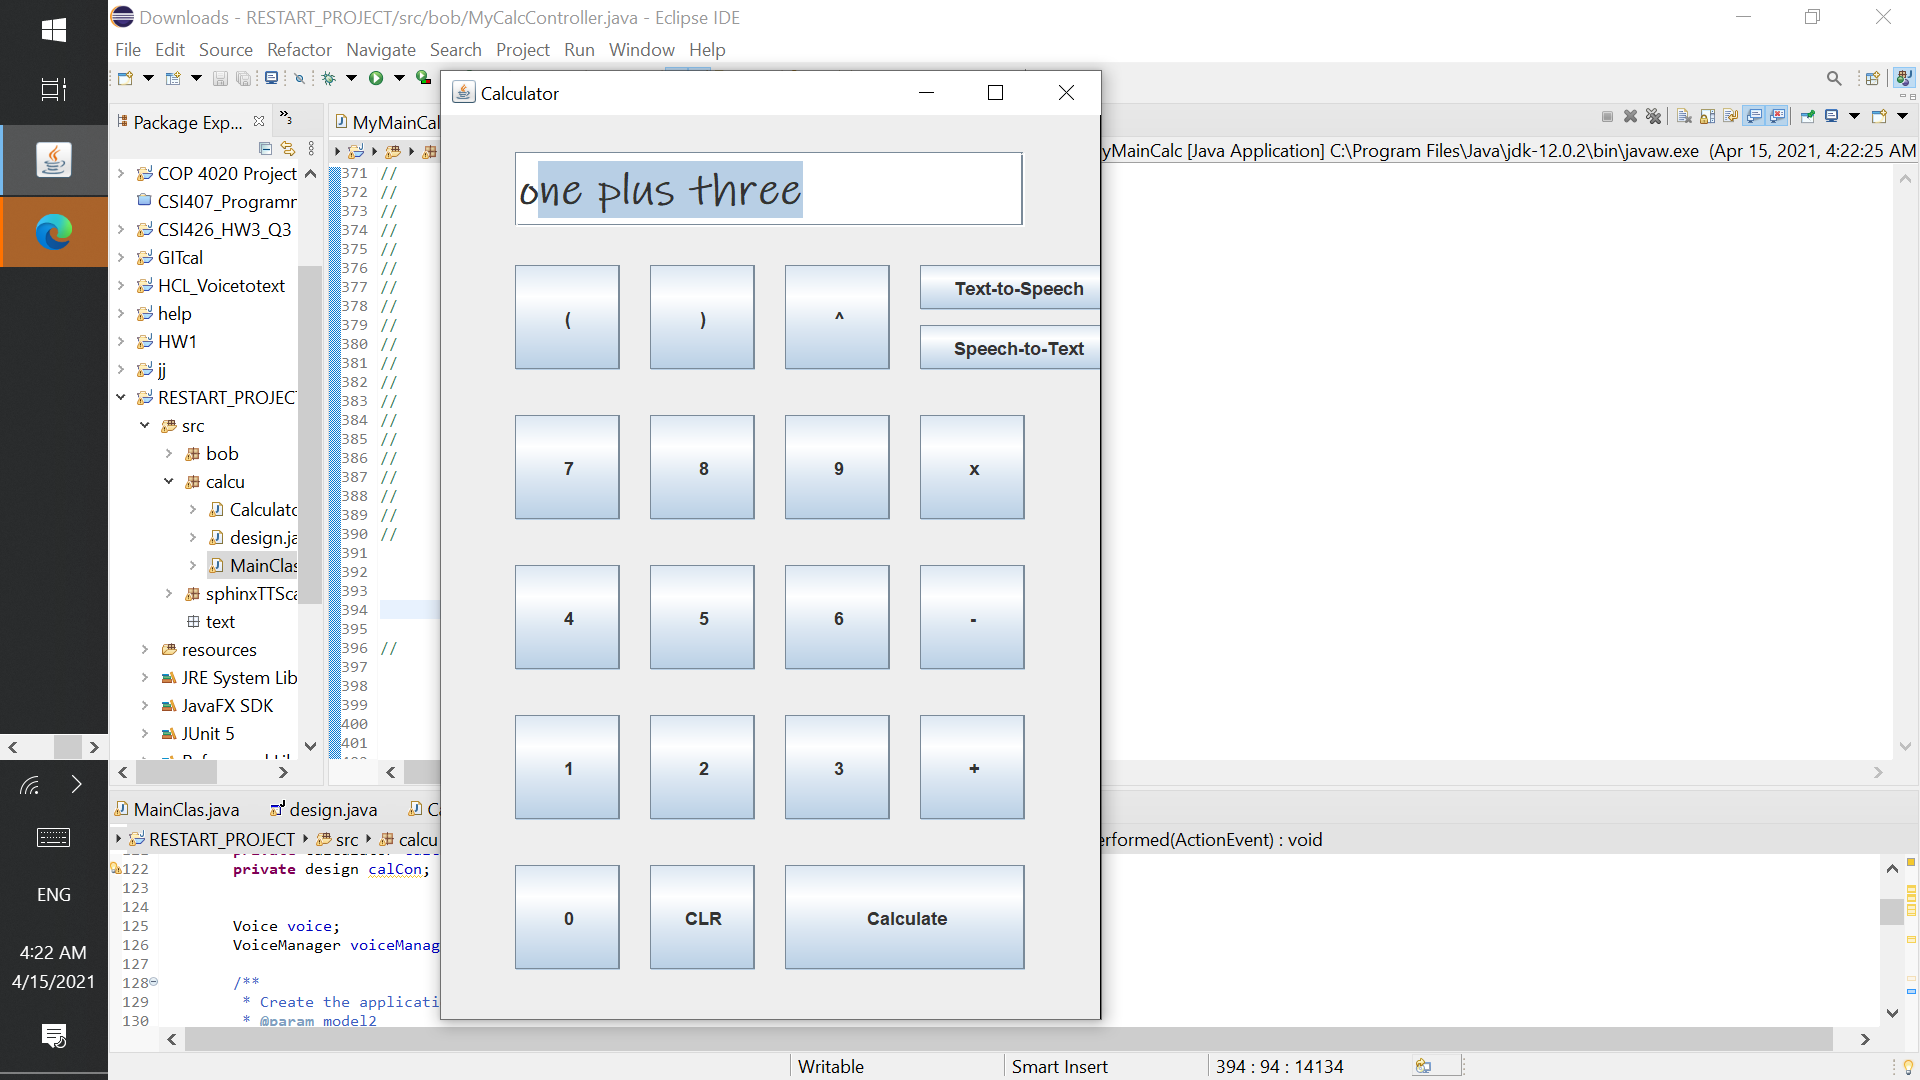 Downloads - RESTART_PROJECT/src/bob/MyCalcController.java - Eclipse IDE
File Edit Source Refactor Navigate Search Project Run Window Help
Calculator
Package Exp...
3
MyMainCal
yMainCalc [Java Application] C:\Program Files\Java\jdk-12.0.2\bin\javaw.exe (Apr 15, 2021, 4:22:25 AM
one plus three
( ) ^ Text-to-Speech
Speech-to-Text
7 8 9 x
4 5 6 -
1 2 3 +
0 CLR Calculate
COP 4020 Project
CSI407_Programr
CSI426_HW3_Q3
GITcal
HCL_Voicetotext
help
HW1
jj
RESTART_PROJEC
src
bob
calcu
Calculato
design.ja
MainClas
sphinxTTSca
text
resources
JRE System Lib
JavaFX SDK
JUnit 5
371 //
372 //
373 //
374 //
375 //
376 //
377 //
378 //
379 //
380 //
381 //
382 //
383 //
384 //
385 //
386 //
387 //
388 //
389 //
390 //
391
392
393
394
395
396 //
397
398
399
400
401
MainClas.java design.java
RESTART_PROJECT src calcu erformed(ActionEvent) : void
122 private design calCon;
123
124
125 Voice voice;
126 VoiceManager voiceManag
127
128 /**
129 * Create the applicati
130 * @param model2
Writable Smart Insert 394 : 94 : 14134
ENG
4:22 AM
4/15/2021